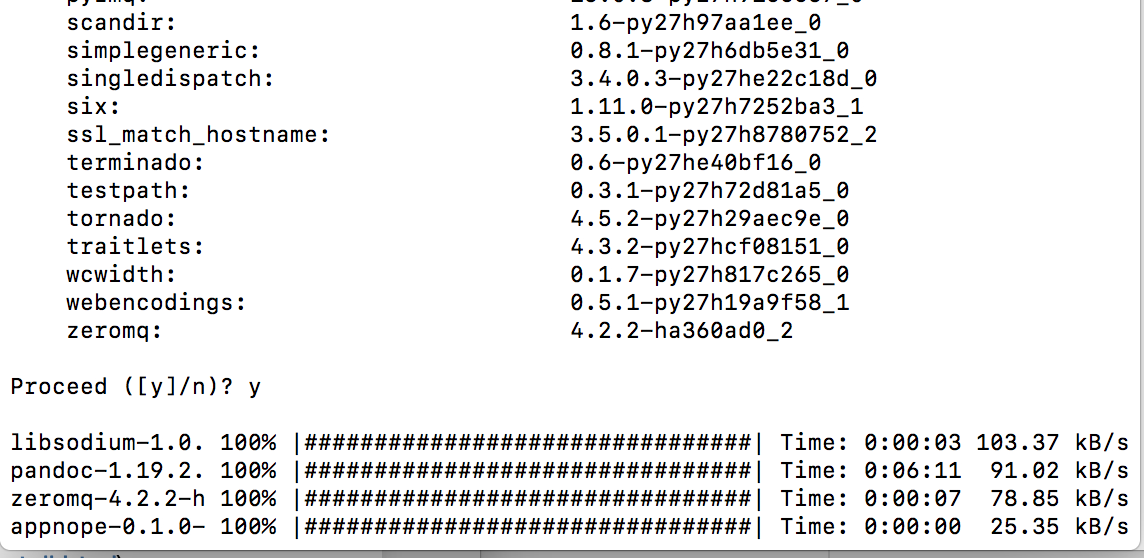 scandir: 1.6-py27h97aa1ee_0
simplegeneric: 0.8.1-py27h6db5e31_0
singledispatch: 3.4.0.3-py27he22c18d_0
six: 1.11.0-py27h7252ba3_1
ssl_match_hostname: 3.5.0.1-py27h8780752_2
terminado: 0.6-py27he40bf16_0
testpath: 0.3.1-py27h72d81a5_0
tornado: 4.5.2-py27h29aec9e_0
traitlets: 4.3.2-py27hcf08151_0
wcwidth: 0.1.7-py27h817c265_0
webencodings: 0.5.1-py27h19a9f58_1
zeromq: 4.2.2-ha360ad0_2
Proceed ([y]/n)? y
libsodium-1.0. 100% |################################| Time: 0:00:03 103.37 kB/s
pandoc-1.19.2. 100% |################################| Time: 0:06:11 91.02 kB/s
zeromq-4.2.2-h 100% |################################| Time: 0:00:07 78.85 kB/s
appnope-0.1.0- 100% |################################| Time: 0:00:00 25.35 kB/s